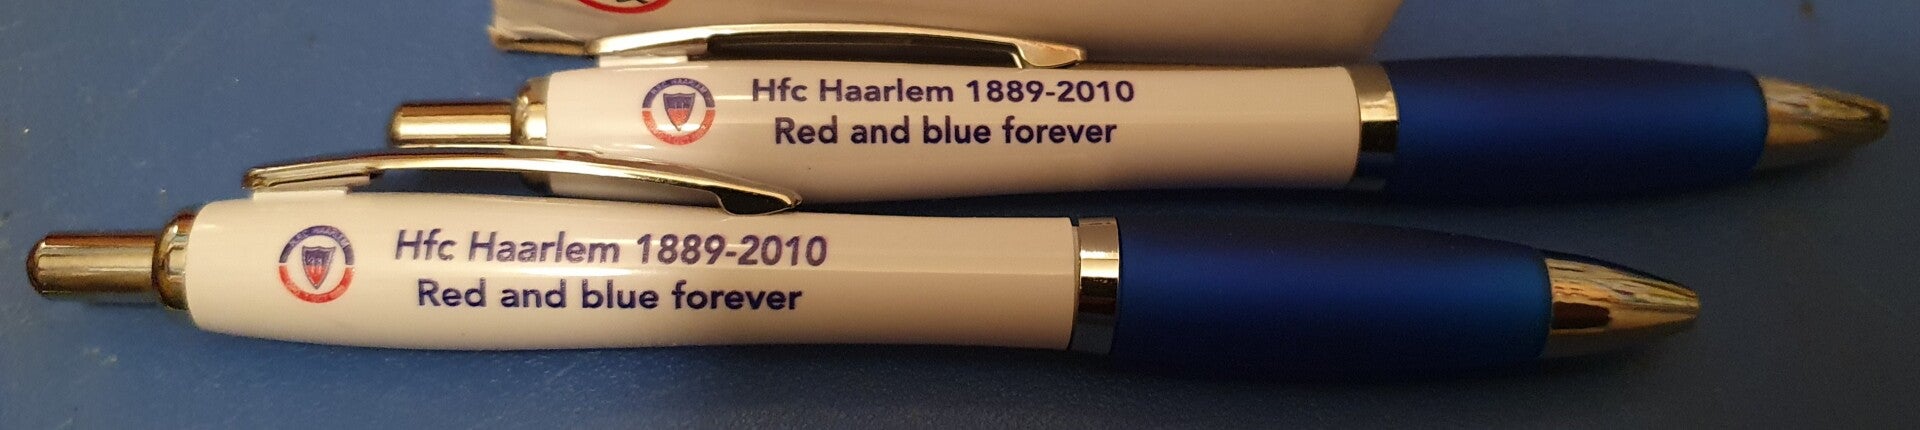 Hfc Haarlem 1889-2010
Red and blue forever
Hfc Haarlem 1889-2010
Red and blue forever